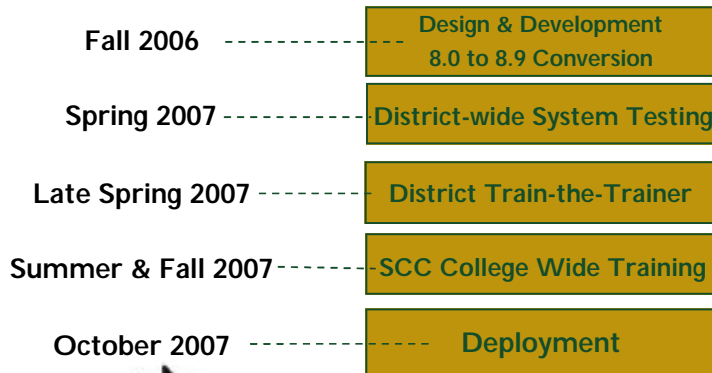 Fall 2006
Design & Development
8.0 to 8.9 Conversion
Spring 2007
District-wide System Testing
Late Spring 2007
District Train-the-Trainer
Summer & Fall 2007
SCC College Wide Training
October 2007
Deployment